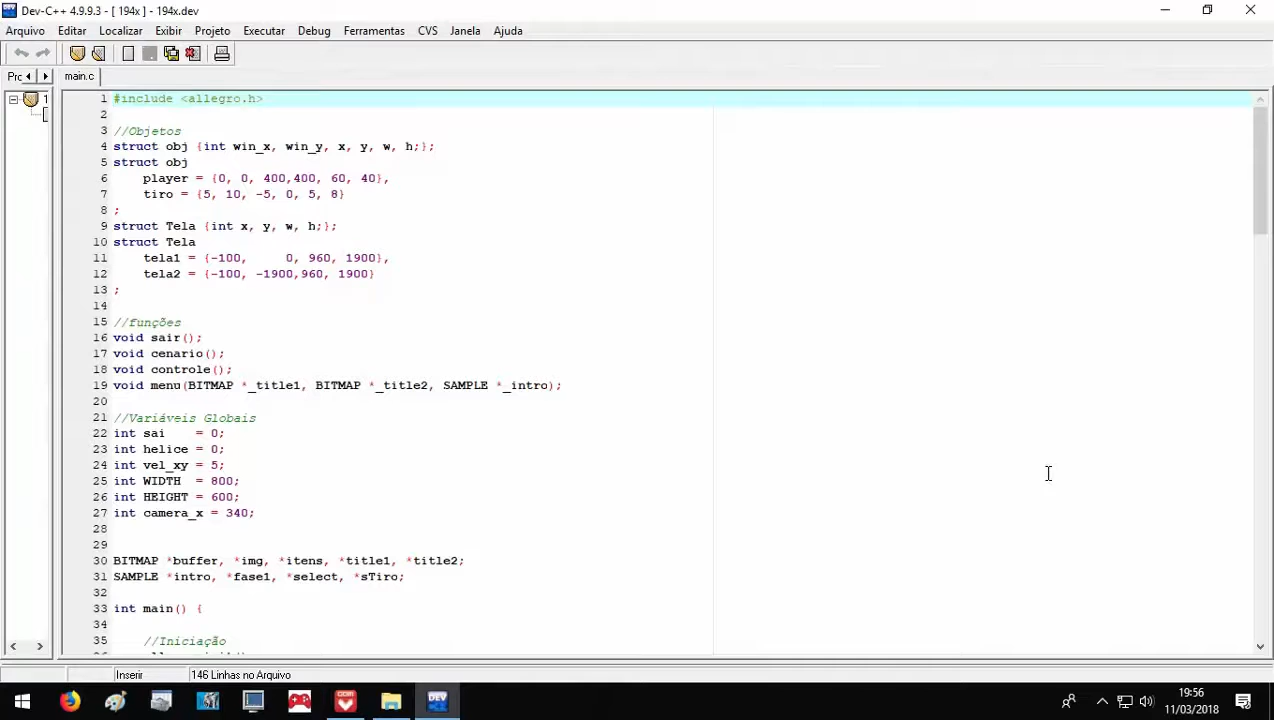 Dev-C++ 4.9.9.3 - [ 194x ] - 194x.dev
Arquivo Editar Localizar Exibir Projeto Executar Debug Ferramentas CVS Janela Ajuda
Prc main.c
1 #include <allegro.h>
2
3 //Objetos
4 struct obj {int win_x, win_y, x, y, w, h;};
5 struct obj
6 player = {0, 0, 400,400, 60, 40},
7 tiro = {5, 10, -5, 0, 5, 8}
8 ;
9 struct Tela {int x, y, w, h;};
10 struct Tela
11 tela1 = {-100, 0, 960, 1900},
12 tela2 = {-100, -1900,960, 1900}
13 ;
14
15 //funções
16 void sair();
17 void cenario();
18 void controle();
19 void menu(BITMAP *_title1, BITMAP *_title2, SAMPLE *_intro);
20
21 //Variáveis Globais
22 int sai = 0;
23 int helice = 0;
24 int vel_xy = 5;
25 int WIDTH = 800;
26 int HEIGHT = 600;
27 int camera_x = 340;
28
29
30 BITMAP *buffer, *img, *itens, *title1, *title2;
31 SAMPLE *intro, *fase1, *select, *sTiro;
32
33 int main() {
34
35 //Iniciação
Inserir 146 Linhas no Arquivo
DEV
19:56
11/03/2018